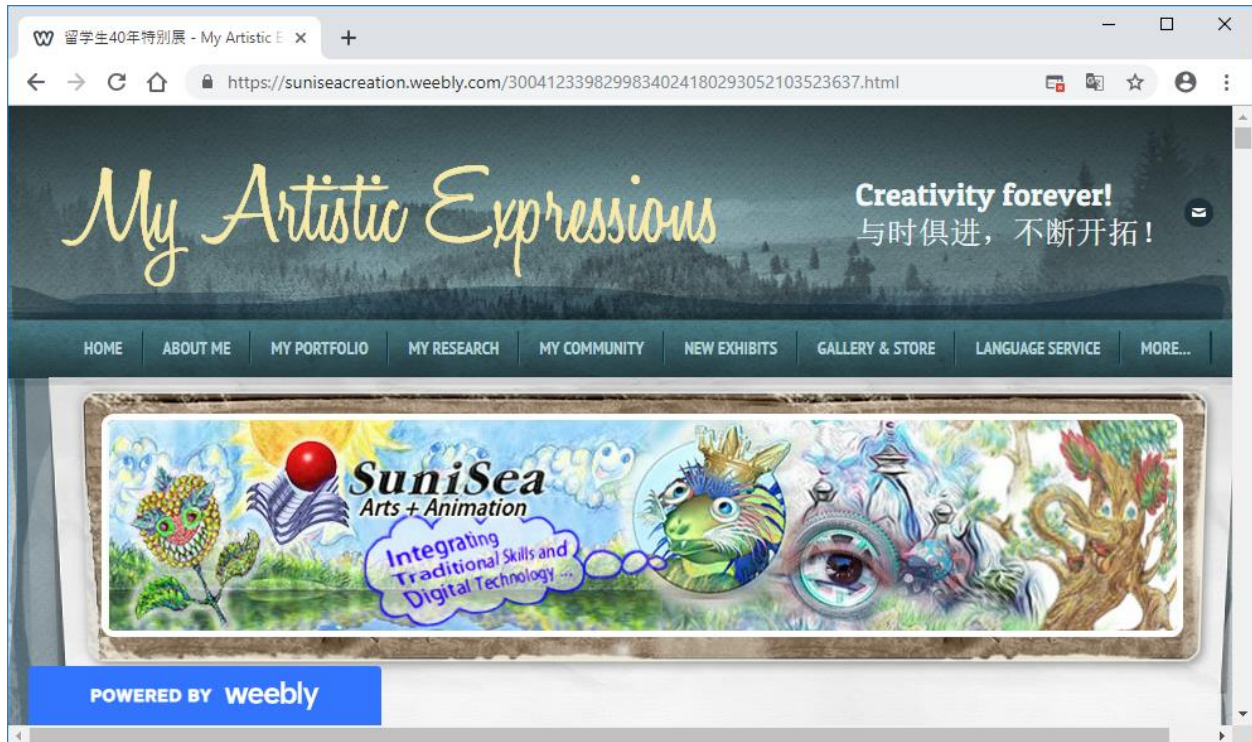 留学生40年特别展 - My Artistic E
https://suniseacreation.weebly.com/30041233982998340241802930521035​23637.html
My Artistic Expressions
Creativity forever!
与时俱进，不断开拓！
HOME ABOUT ME MY PORTFOLIO MY RESEARCH MY COMMUNITY NEW EXHIBITS GALLERY & STORE LANGUAGE SERVICE MORE...
SuniSea
Arts + Animation
Integrating
Traditional Skills and
Digital Technology ...
POWERED BY weebly